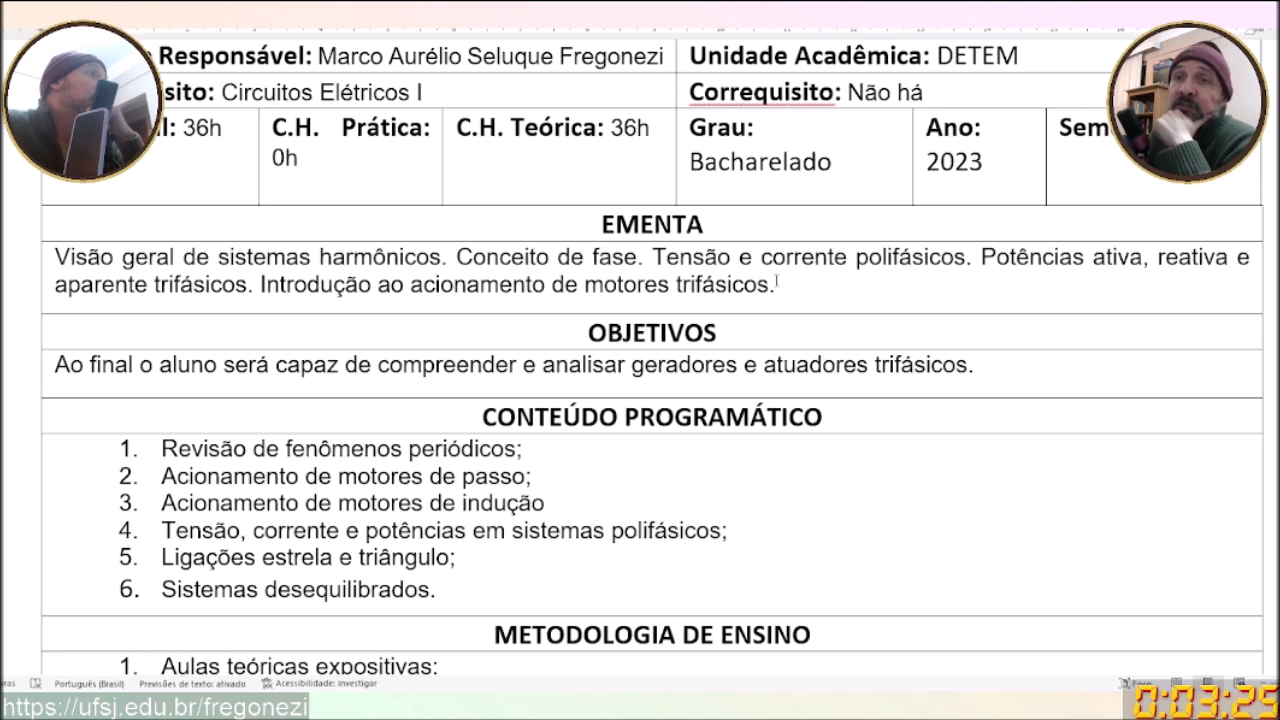 Responsável: Marco Aurélio Seluque Fregonezi
Unidade Acadêmica: DETEM
sito: Circuitos Elétricos I
Correquisito: Não há
l: 36h
C.H. Prática: 0h
C.H. Teórica: 36h
Grau: Bacharelado
Ano: 2023
Sem
EMENTA
Visão geral de sistemas harmônicos. Conceito de fase. Tensão e corrente polifásicos. Potências ativa, reativa e
aparente trifásicos. Introdução ao acionamento de motores trifásicos.
OBJETIVOS
Ao final o aluno será capaz de compreender e analisar geradores e atuadores trifásicos.
CONTEÚDO PROGRAMÁTICO
1. Revisão de fenômenos periódicos;
2. Acionamento de motores de passo;
3. Acionamento de motores de indução
4. Tensão, corrente e potências em sistemas polifásicos;
5. Ligações estrela e triângulo;
6. Sistemas desequilibrados.
METODOLOGIA DE ENSINO
1. Aulas teóricas expositivas;
Português (Brasil) Previsões de texto: ativado Acessibilidade: investigar
https://ufsj.edu.br/fregonezi
0:03:25